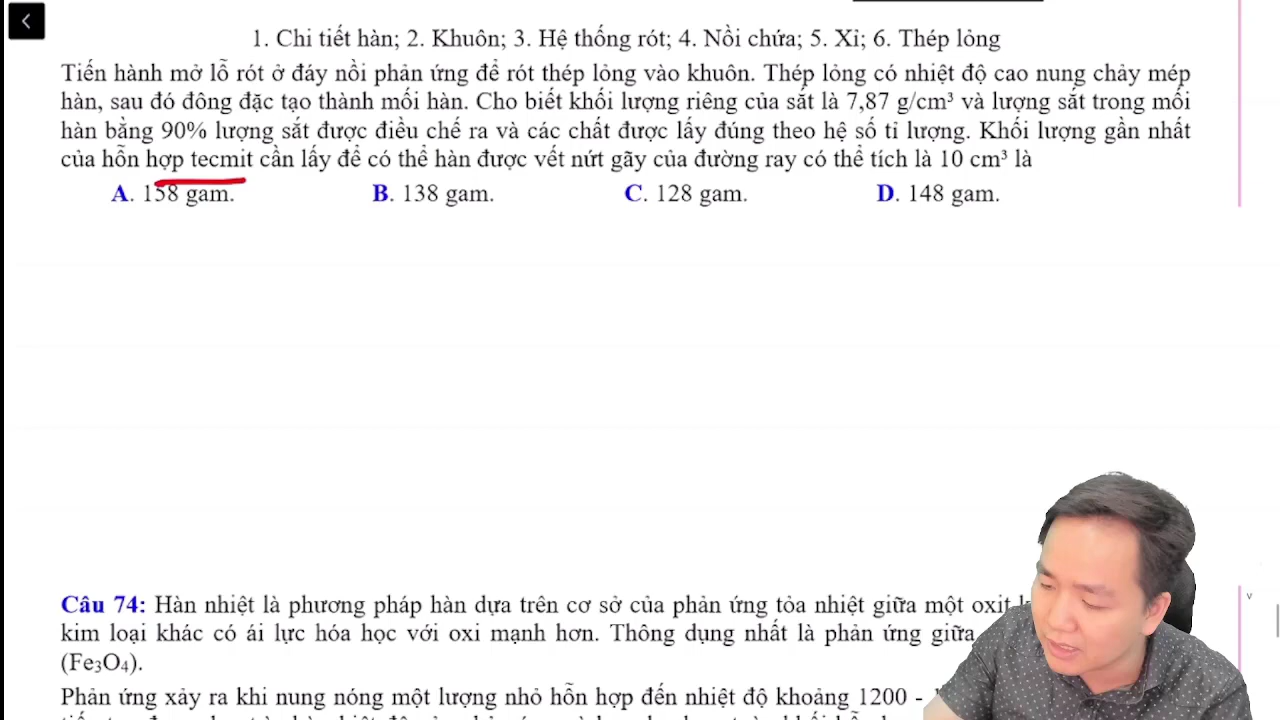 1. Chi tiết hàn; 2. Khuôn; 3. Hệ thống rót; 4. Nồi chứa; 5. Xỉ; 6. Thép lỏng
Tiến hành mở lỗ rót ở đáy nồi phản ứng để rót thép lỏng vào khuôn. Thép lỏng có nhiệt độ cao nung chảy mép
hàn, sau đó đông đặc tạo thành mối hàn. Cho biết khối lượng riêng của sắt là 7,87 g/cm³ và lượng sắt trong mối
hàn bằng 90% lượng sắt được điều chế ra và các chất được lấy đúng theo hệ số tỉ lượng. Khối lượng gần nhất
của hỗn hợp tecmit cần lấy để có thể hàn được vết nứt gãy của đường ray có thể tích là 10 cm³ là
A. 158 gam. B. 138 gam. C. 128 gam. D. 148 gam.
Câu 74: Hàn nhiệt là phương pháp hàn dựa trên cơ sở của phản ứng tỏa nhiệt giữa một oxit
kim loại khác có ái lực hóa học với oxi mạnh hơn. Thông dụng nhất là phản ứng giữa
(Fe₃O₄).
Phản ứng xảy ra khi nung nóng một lượng nhỏ hỗn hợp đến nhiệt độ khoảng 1200 -